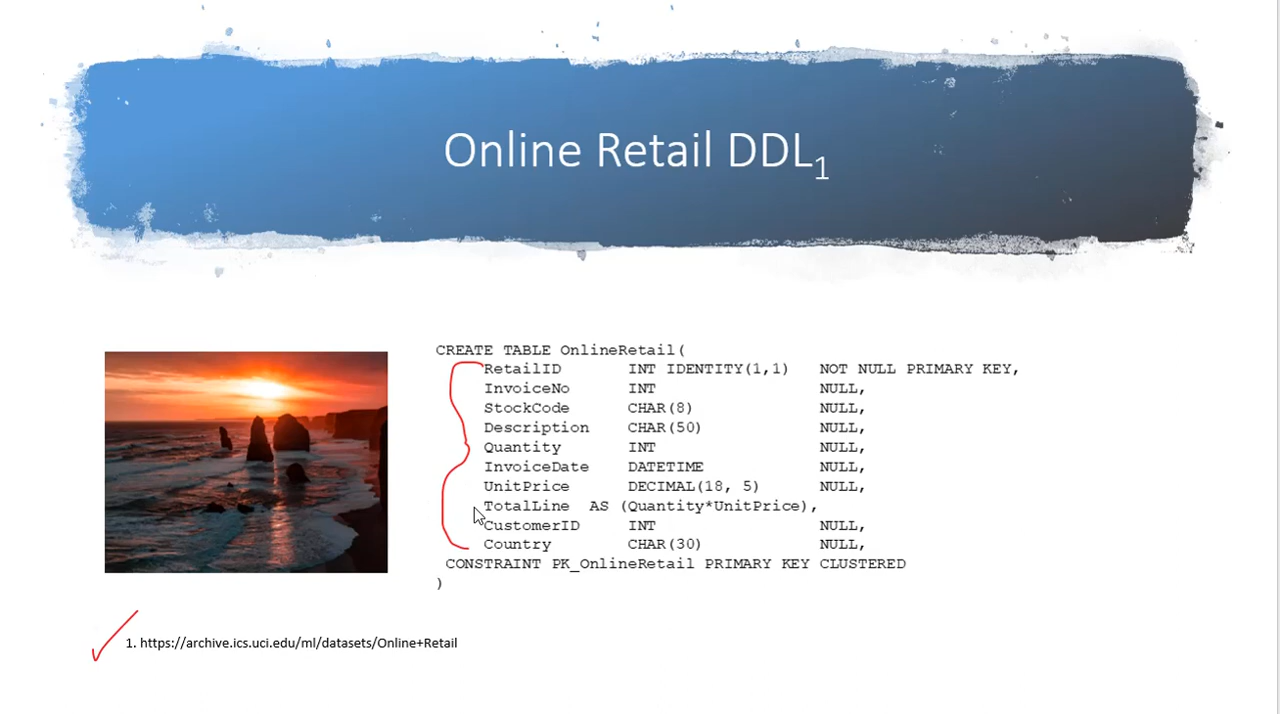 Online Retail DDL1
CREATE TABLE OnlineRetail(
RetailID INT IDENTITY(1,1) NOT NULL PRIMARY KEY,
InvoiceNo INT NULL,
StockCode CHAR(8) NULL,
Description CHAR(50) NULL,
Quantity INT NULL,
InvoiceDate DATETIME NULL,
UnitPrice DECIMAL(18, 5) NULL,
TotalLine AS (Quantity*UnitPrice),
CustomerID INT NULL,
Country CHAR(30) NULL,
CONSTRAINT PK_OnlineRetail PRIMARY KEY CLUSTERED
)
1. https://archive.ics.uci.edu/ml/datasets/Online+Retail